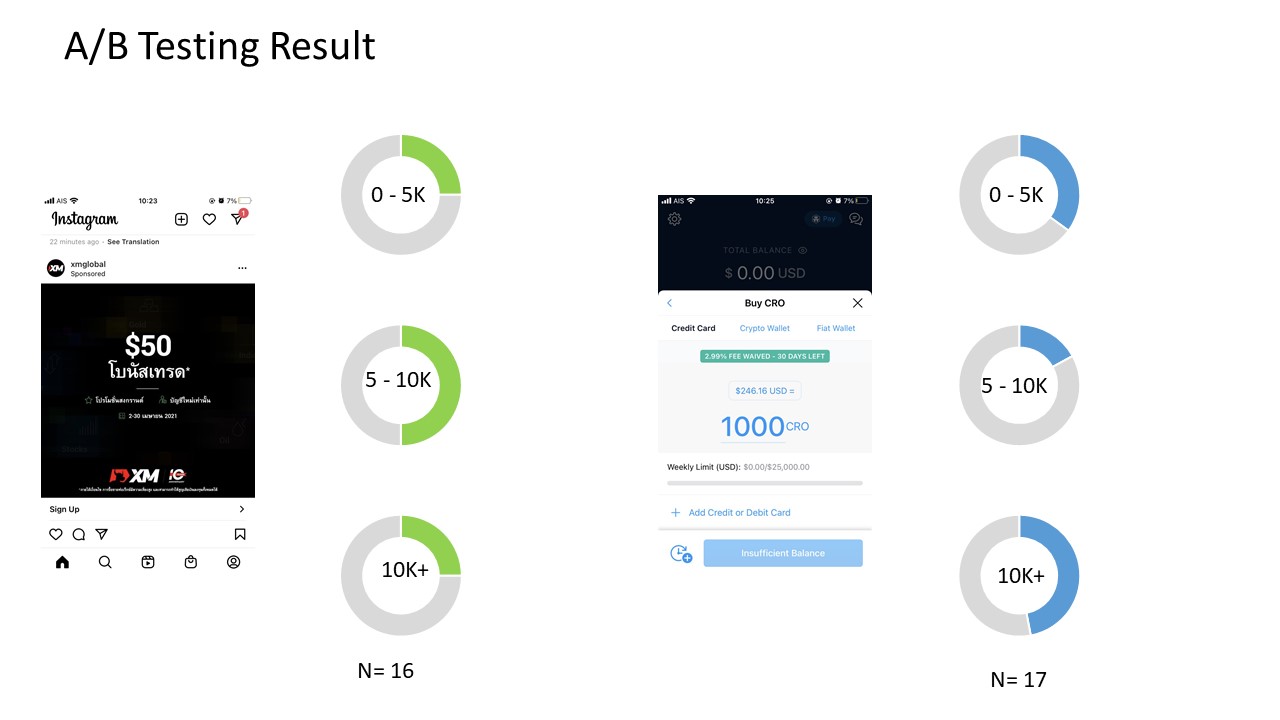 A/B Testing Result
AIS
10:23
7%
Instagram
1
22 minutes ago · See Translation
XM
xmglobal
Sponsored
$50
โบนัสเทรด*
โปรโมชั่นสงกรานต์
บัญชีใหม่เท่านั้น
2-30 เมษายน 2021
XM
10
Sign Up
0 - 5K
5 - 10K
10K+
N= 16
AIS
10:25
7%
Pay
TOTAL BALANCE
$ 0.00 USD
Buy CRO
Credit Card
Crypto Wallet
Fiat Wallet
2.99% FEE WAIVED - 30 DAYS LEFT
$246.16 USD =
1000 CRO
Weekly Limit (USD): $0.00/$25,000.00
+ Add Credit or Debit Card
Insufficient Balance
0 - 5K
5 - 10K
10K+
N= 17